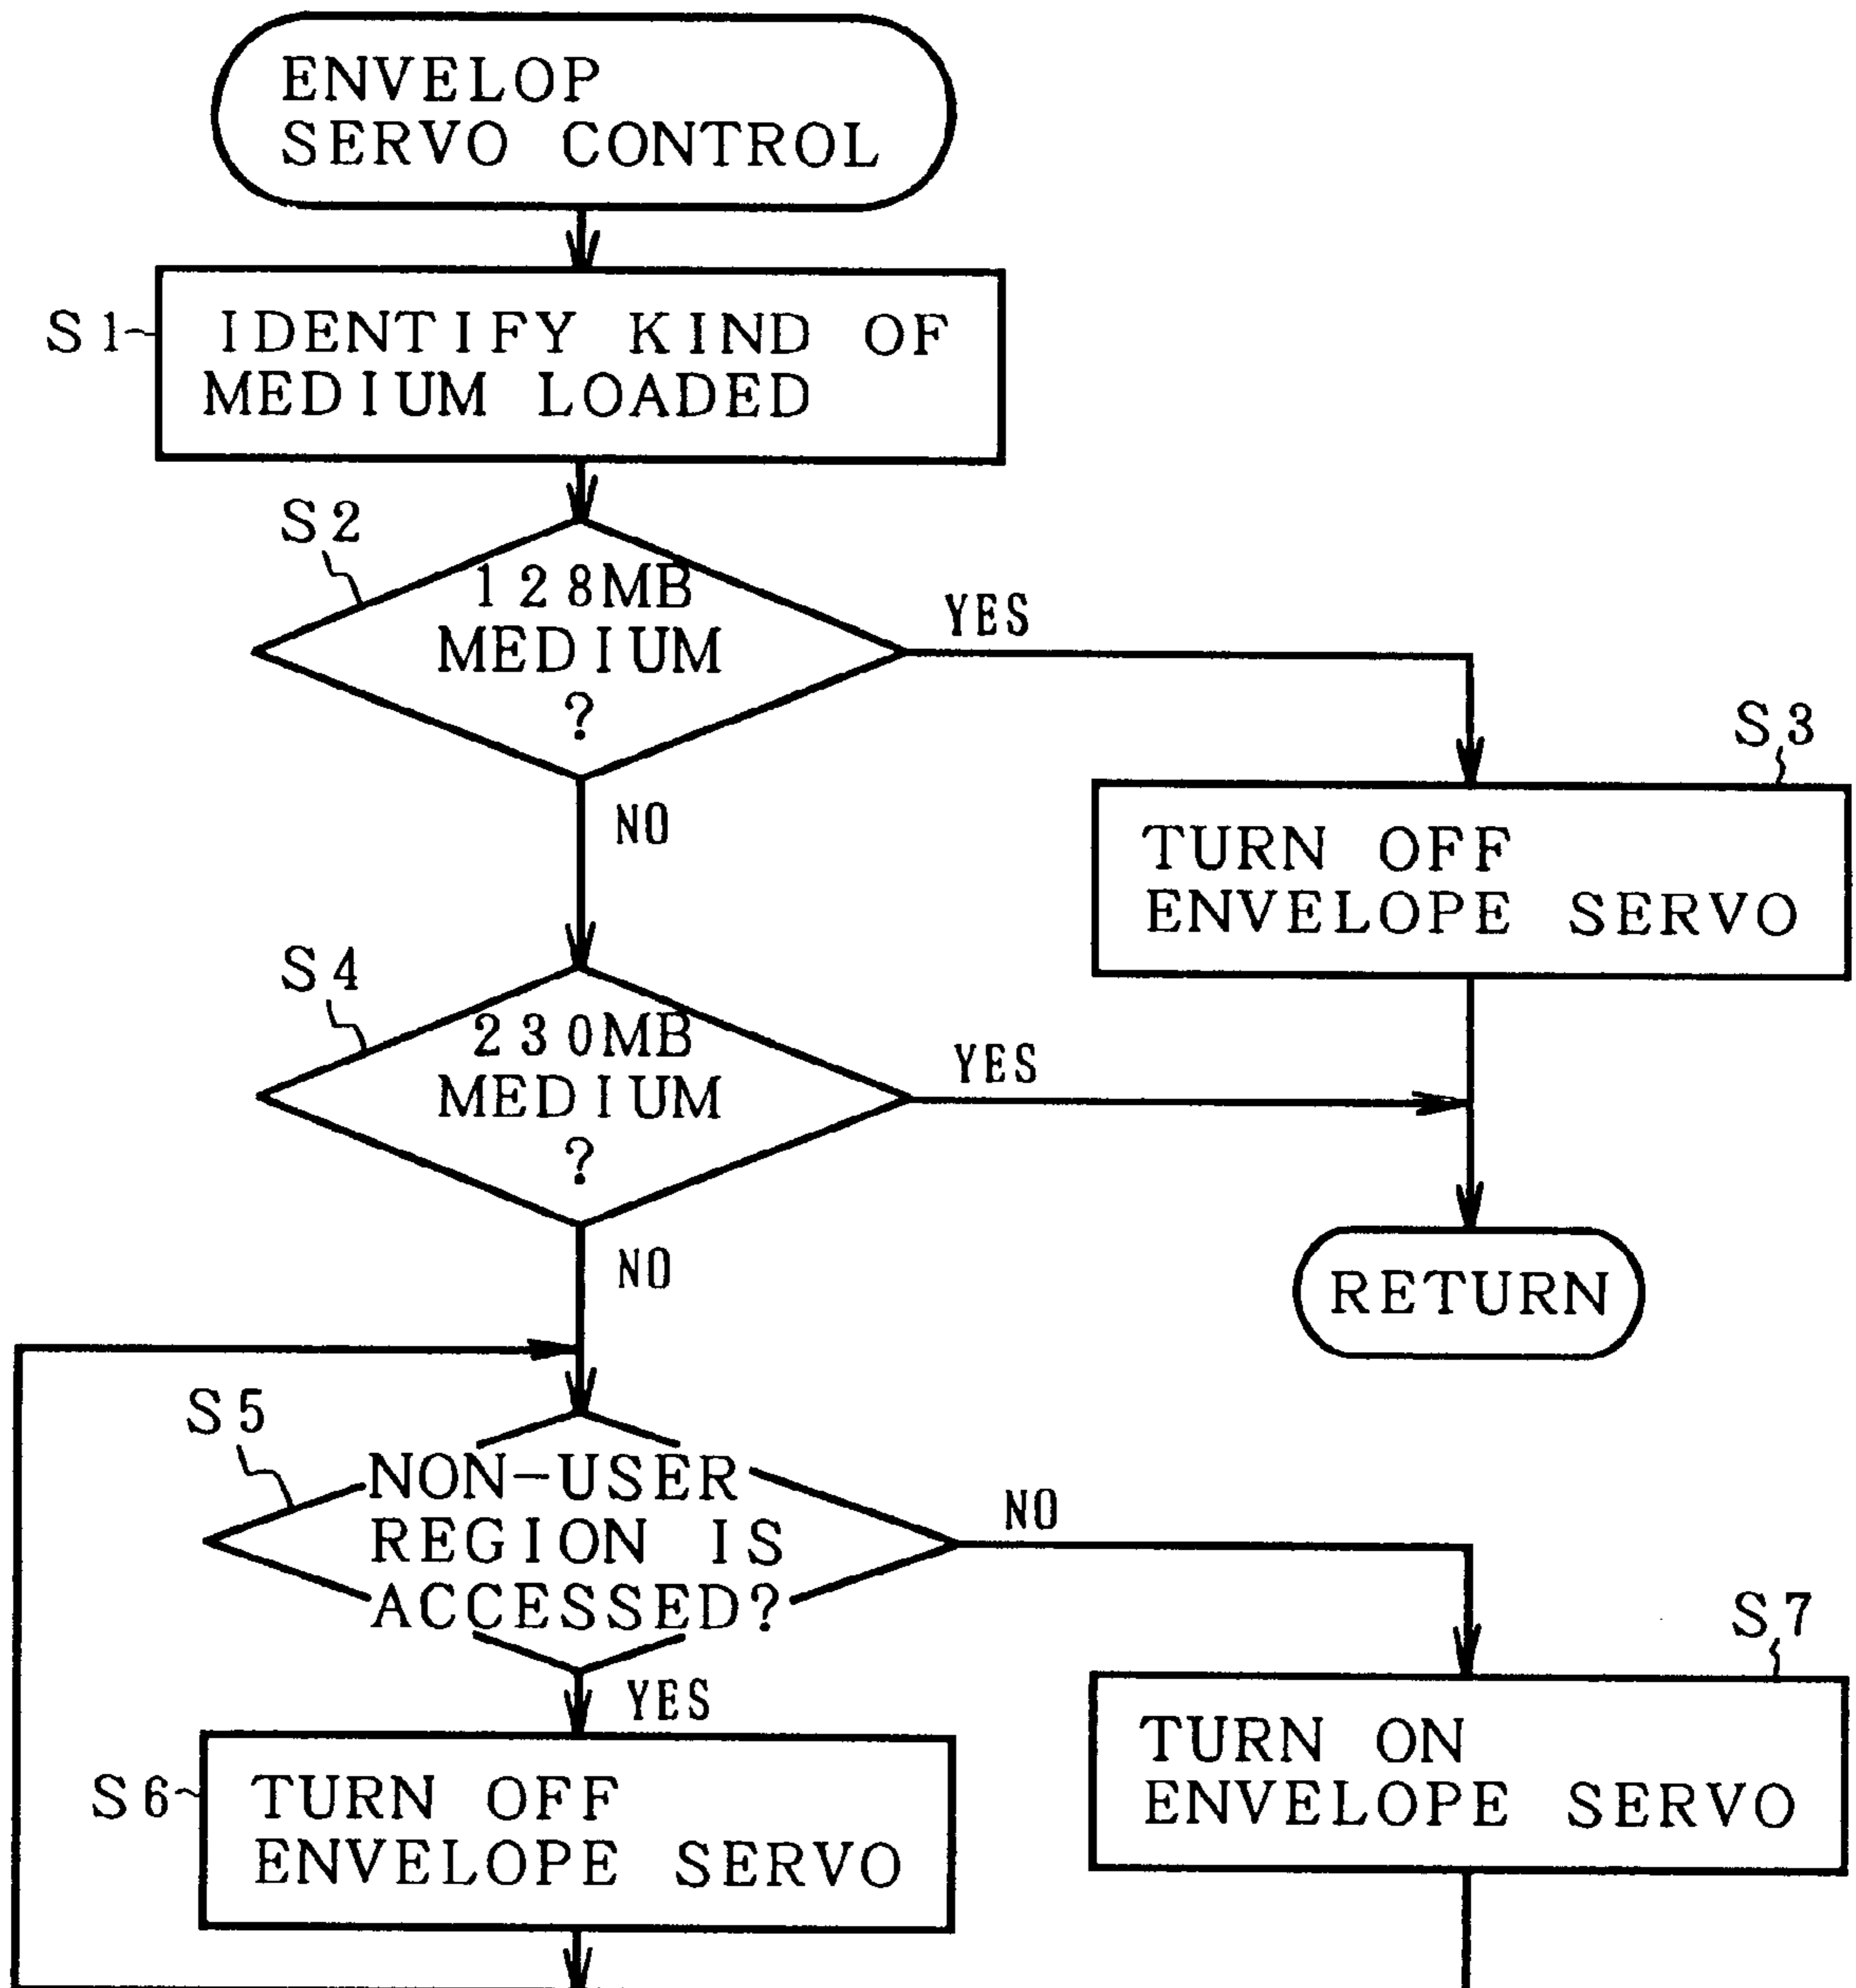 ENVELOP
SERVO CONTROL
S1
IDENTIFY KIND OF
MEDIUM LOADED
S2
128MB
MEDIUM
?
YES
NO
S3
TURN OFF
ENVELOPE SERVO
S4
230MB
MEDIUM
?
YES
NO
RETURN
S5
NON-USER
REGION IS
ACCESSED?
NO
YES
S6
TURN OFF
ENVELOPE SERVO
S7
TURN ON
ENVELOPE SERVO